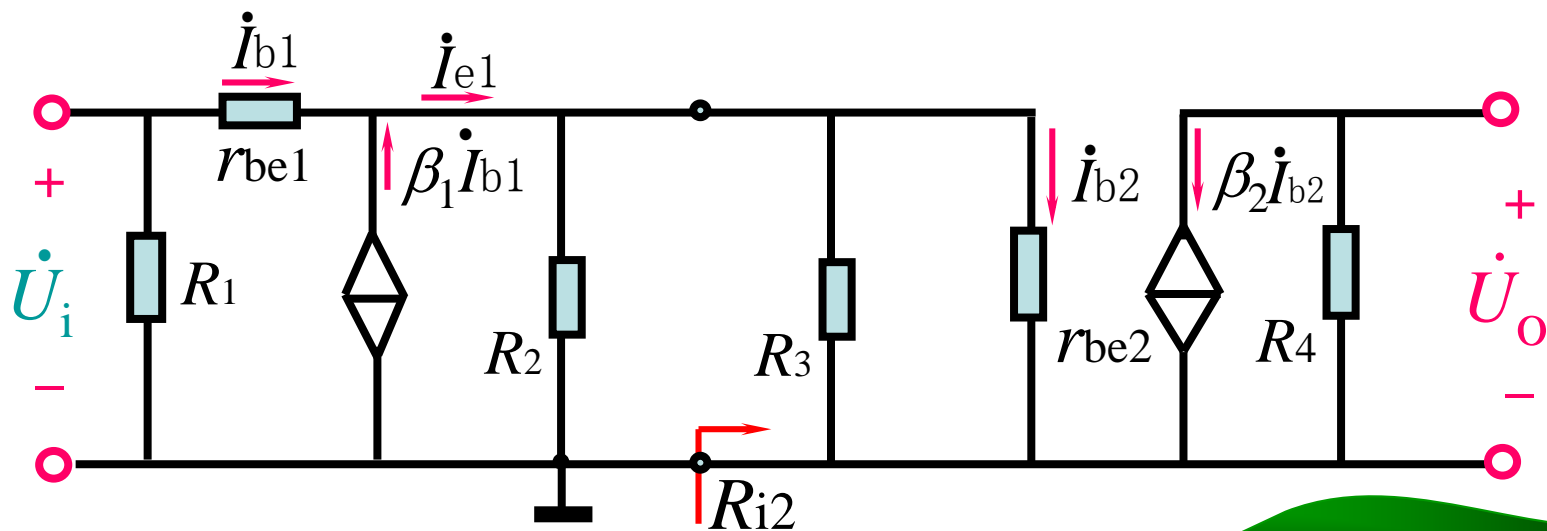 İb1
İe1
rbe1
β1İb1
İb2
β2İb2
+
+
R1
U̇i
R2
R3
rbe2
R4
U̇o
−
−
Ri2